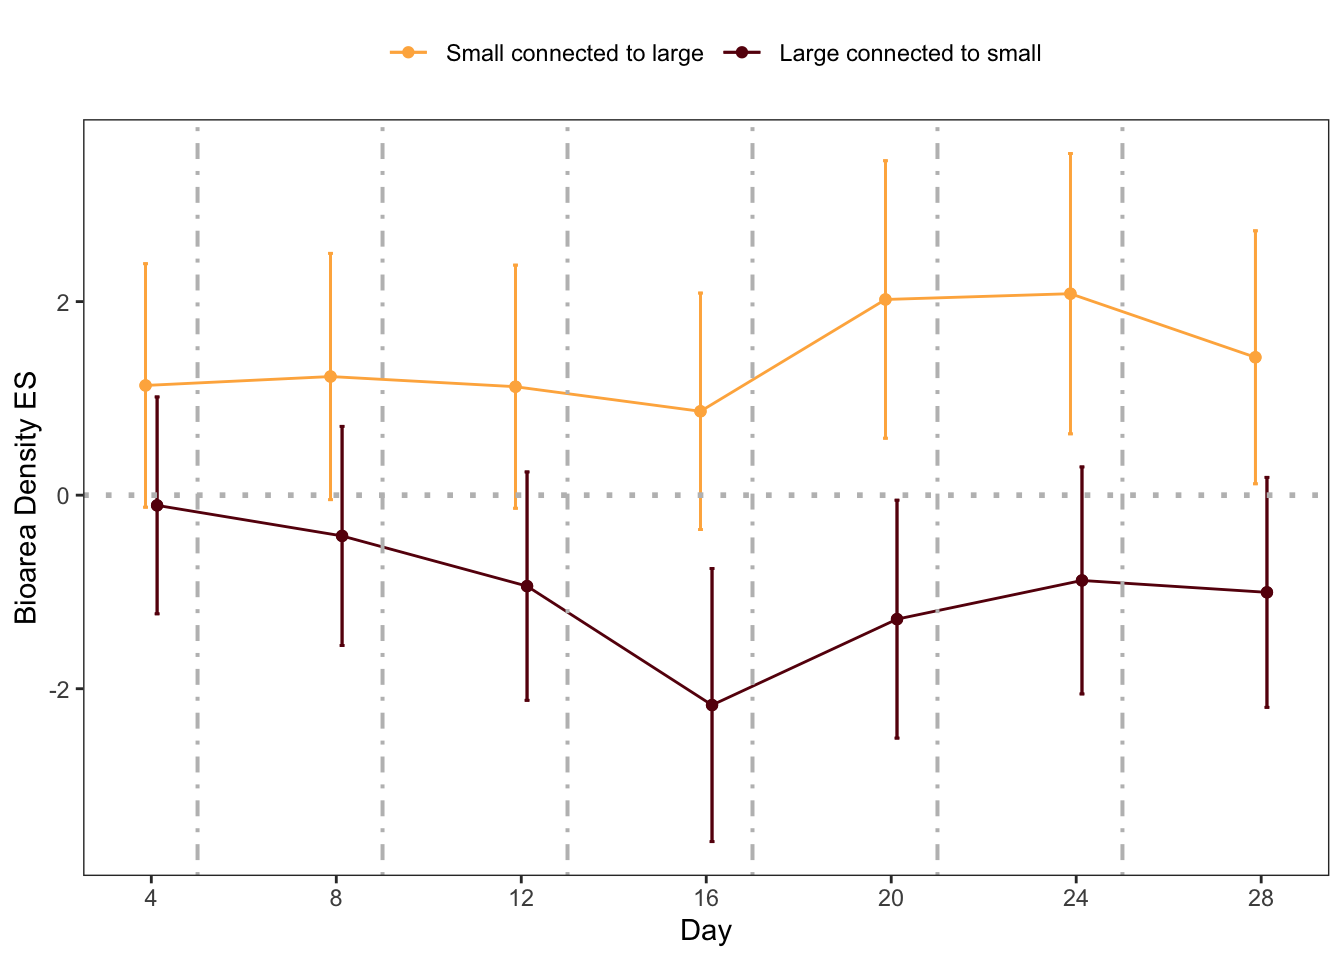 Small connected to large Large connected to small
Bioarea Density ES
2
0
-2
4 8 12 16 20 24 28
Day